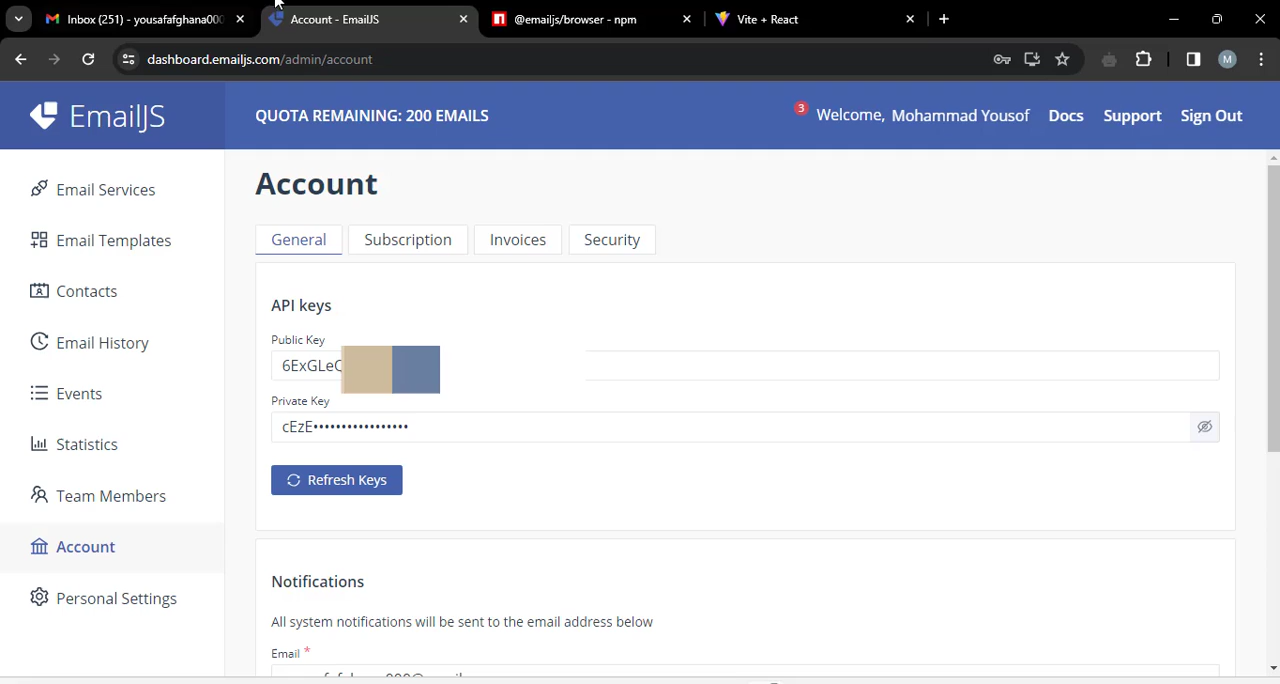 Inbox (251) - yousafafghana000
Account - EmailJS
@emailjs/browser - npm
Vite + React
dashboard.emailjs.com/admin/account
M
EmailJS
QUOTA REMAINING: 200 EMAILS
3
Welcome, Mohammad Yousof
Docs
Support
Sign Out
Email Services
Email Templates
Contacts
Email History
Events
Statistics
Team Members
Account
Personal Settings
Account
General
Subscription
Invoices
Security
API keys
Public Key
6ExGLeC
Private Key
cEzE•••••••••••••••••
Refresh Keys
Notifications
All system notifications will be sent to the email address below
Email *